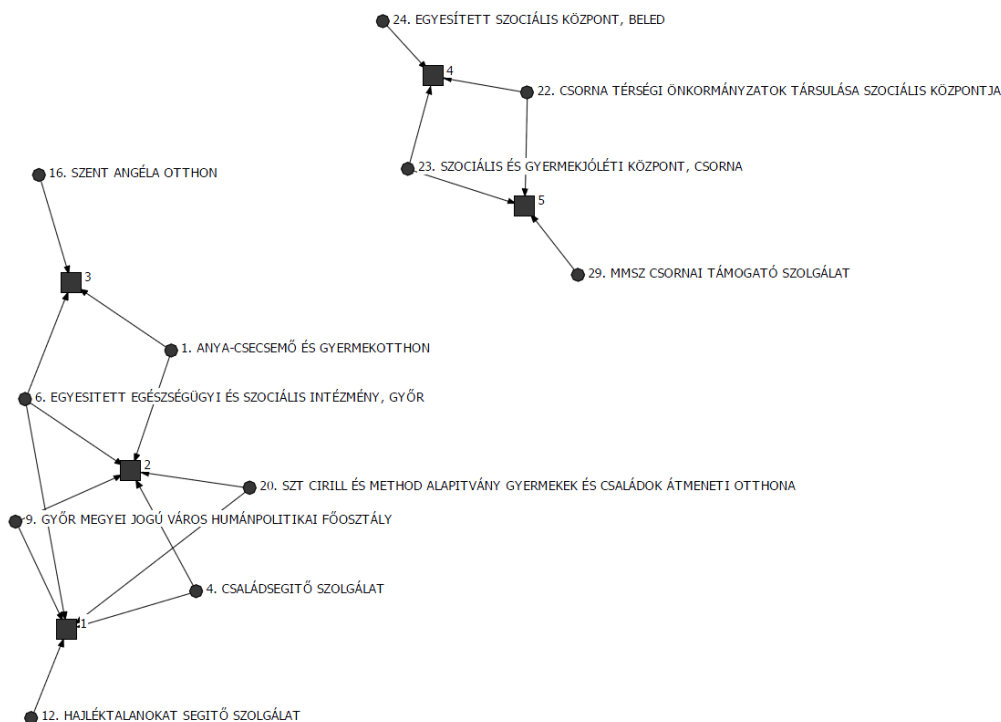 24. EGYESÍTETT SZOCIÁLIS KÖZPONT, BELED
4
22. CSORNA TÉRSÉGI ÖNKORMÁNYZATOK TÁRSULÁSA SZOCIÁLIS KÖZPONTJA
23. SZOCIÁLIS ÉS GYERMEKJÓLÉTI KÖZPONT, CSORNA
16. SZENT ANGÉLA OTTHON
5
29. MMSZ CSORNAI TÁMOGATÓ SZOLGÁLAT
3
1. ANYA-CSECSEMŐ ÉS GYERMEKOTTHON
6. EGYESITETT EGÉSZSÉGÜGYI ÉS SZOCIÁLIS INTÉZMÉNY, GYŐR
2
20. SZT CIRILL ÉS METHOD ALAPITVÁNY GYERMEKEK ÉS CSALÁDOK ÁTMENETI OTTHONA
9. GYŐR MEGYEI JOGÚ VÁROS HUMÁNPOLITIKAI FŐOSZTÁLY
4. CSALÁDSEGITŐ SZOLGÁLAT
1
12. HAJLÉKTALANOKAT SEGITŐ SZOLGÁLAT